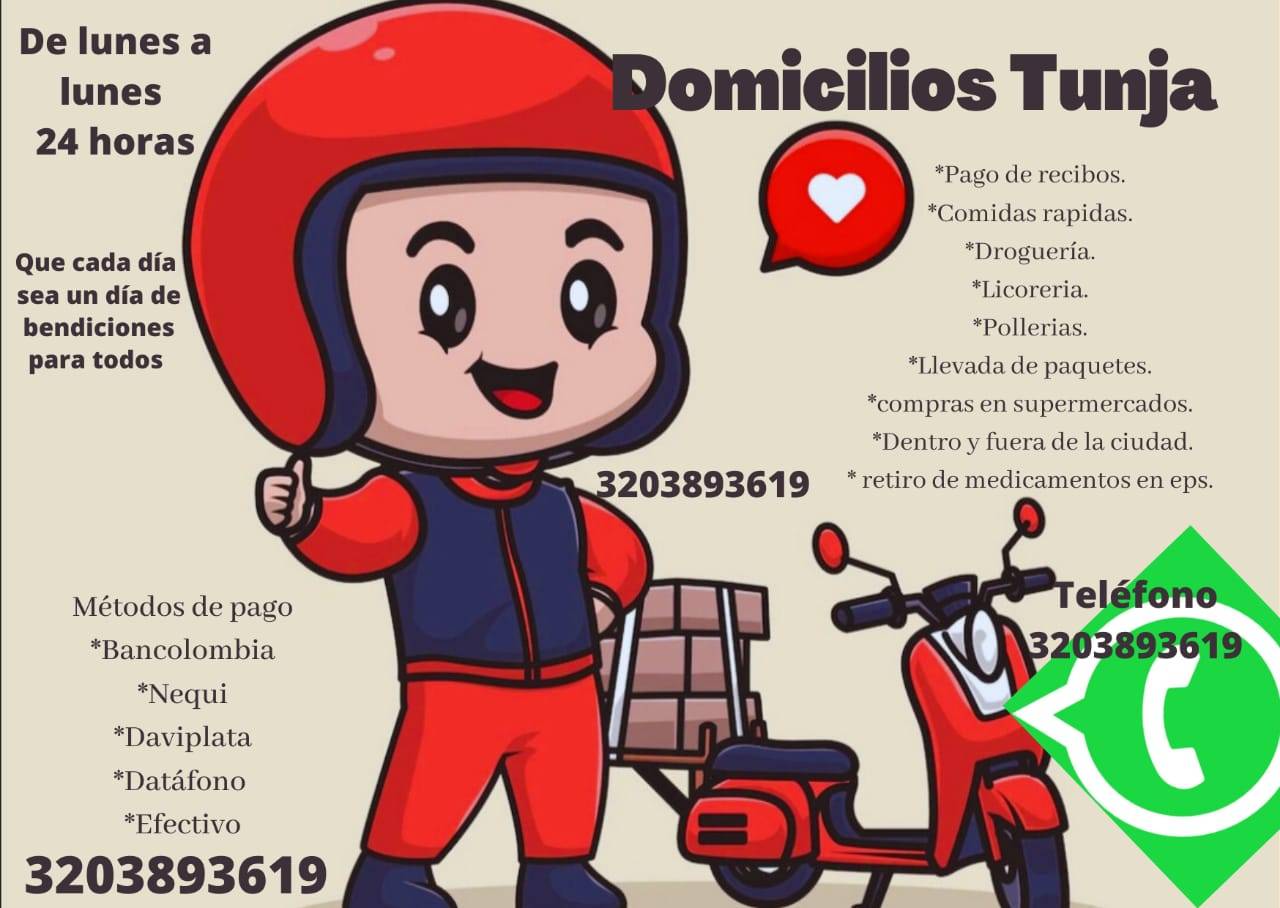 De lunes a
lunes
24 horas
Domicilios Tunja
*Pago de recibos.
*Comidas rapidas.
*Droguería.
*Licoreria.
*Pollerias.
*Llevada de paquetes.
*compras en supermercados.
*Dentro y fuera de la ciudad.
* retiro de medicamentos en eps.
Que cada día
sea un día de
bendiciones
para todos
3203893619
Teléfono
3203893619
Métodos de pago
*Bancolombia
*Nequi
*Daviplata
*Datáfono
*Efectivo
3203893619